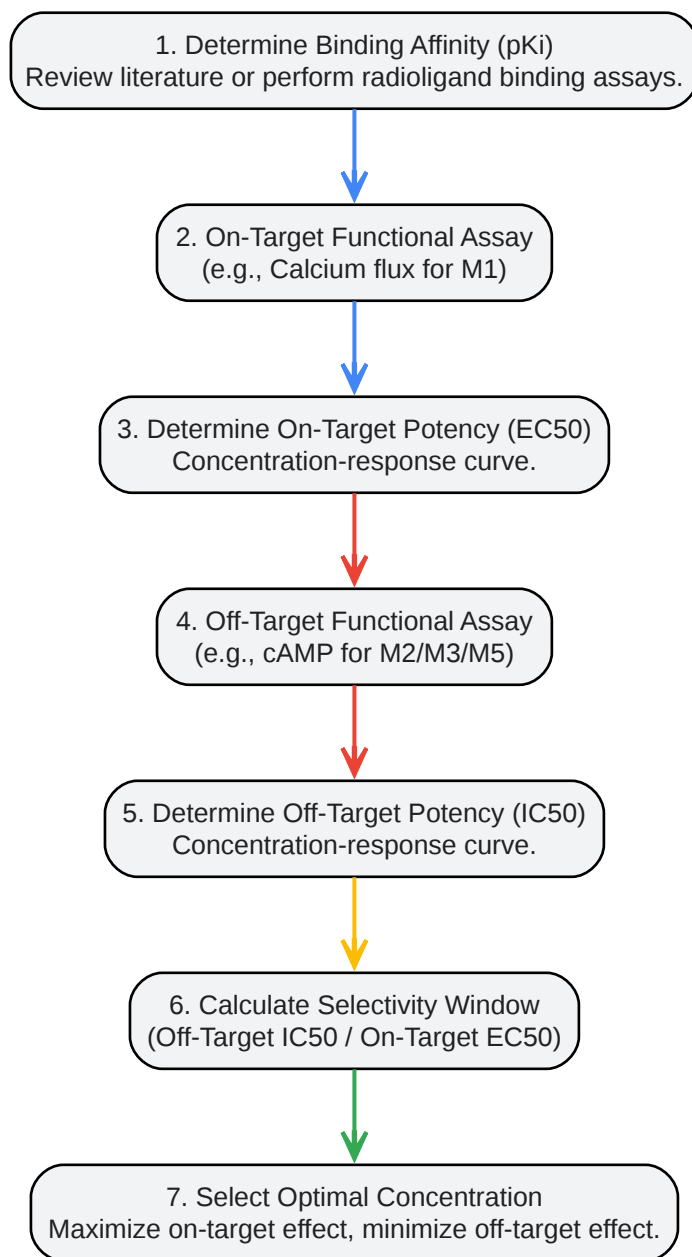 1. Determine Binding Affinity (pKi)
Review literature or perform radioligand binding assays.
2. On-Target Functional Assay
(e.g., Calcium flux for M1)
3. Determine On-Target Potency (EC50)
Concentration-response curve.
4. Off-Target Functional Assay
(e.g., cAMP for M2/M3/M5)
5. Determine Off-Target Potency (IC50)
Concentration-response curve.
6. Calculate Selectivity Window
(Off-Target IC50 / On-Target EC50)
7. Select Optimal Concentration
Maximize on-target effect, minimize off-target effect.